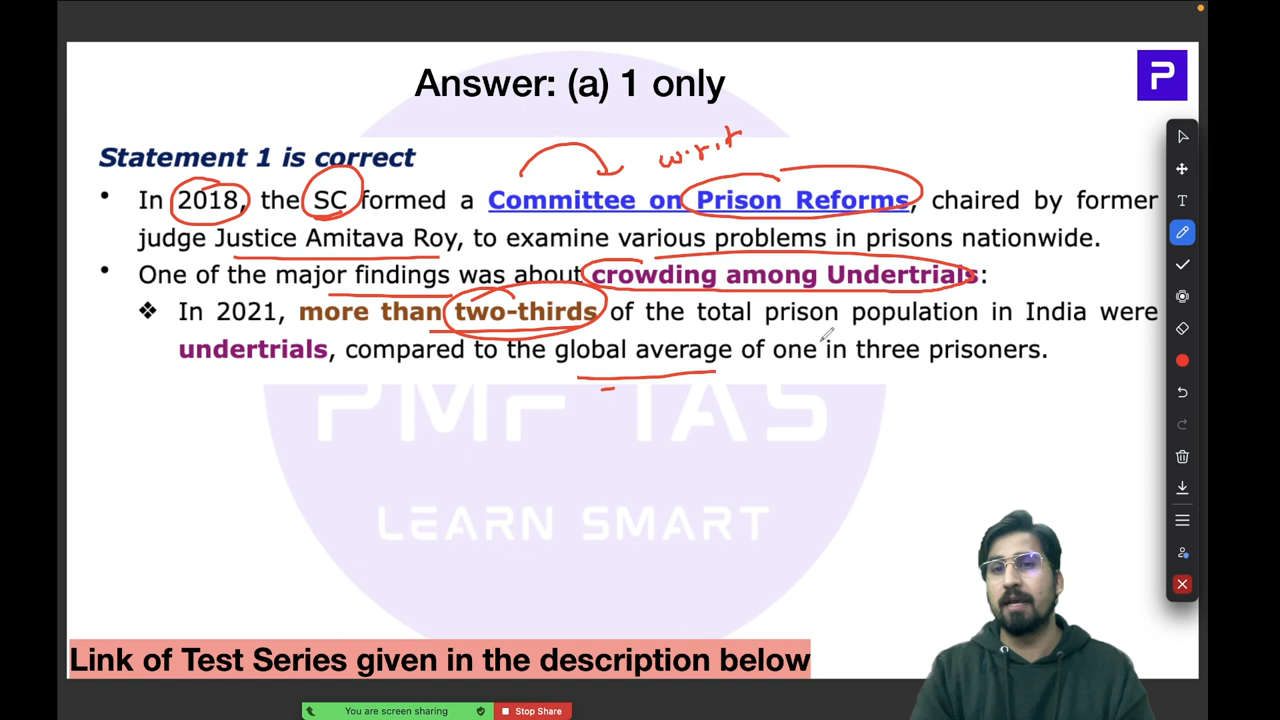 Answer: (a) 1 only
P
Statement 1 is correct
w.r.t
• In 2018, the SC formed a Committee on Prison Reforms, chaired by former
judge Justice Amitava Roy, to examine various problems in prisons nationwide.
• One of the major findings was about crowding among Undertrials:
❖ In 2021, more than two-thirds of the total prison population in India were
undertrials, compared to the global average of one in three prisoners.
PMF IAS
LEARN SMART
Link of Test Series given in the description below
You are screen sharing
Stop Share
T